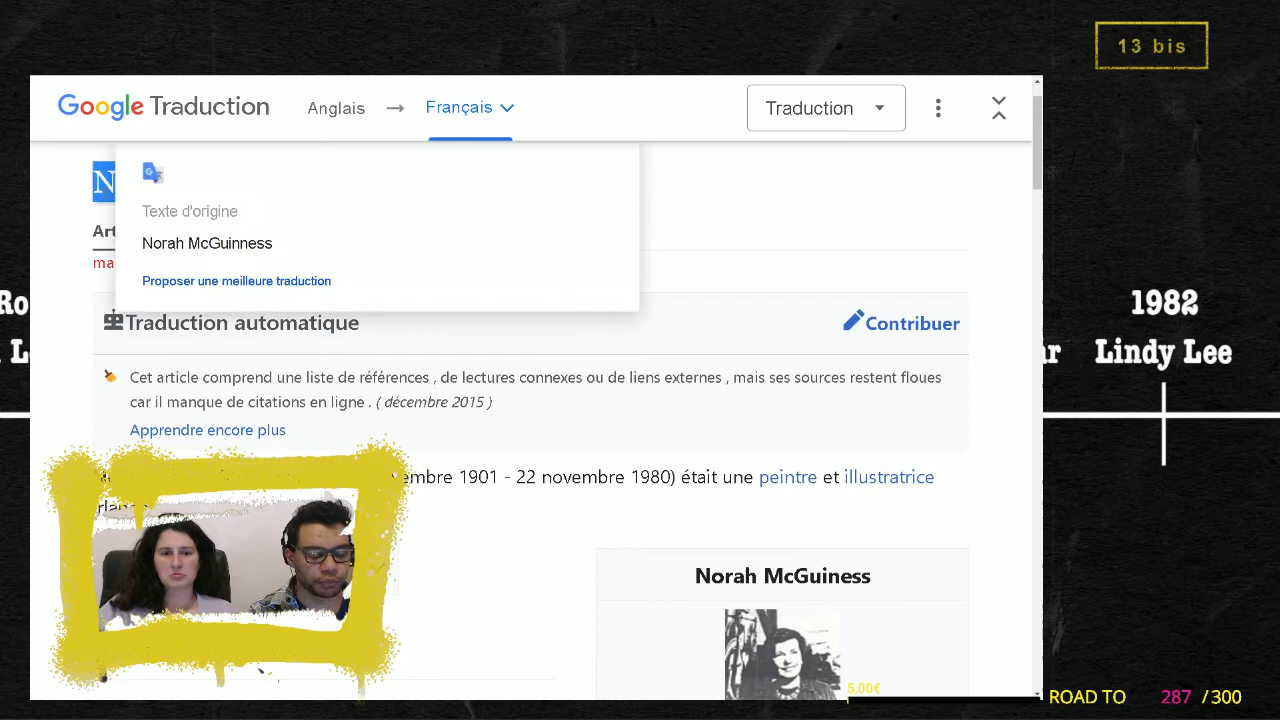 13 bis
Google Traduction
Anglais → Français
Traduction
N
Texte d'origine
Norah McGuinness
Proposer une meilleure traduction
Art
ma
Traduction automatique
Contribuer
Cet article comprend une liste de références , de lectures connexes ou de liens externes , mais ses sources restent floues
car il manque de citations en ligne . ( décembre 2015 )
Apprendre encore plus
embre 1901 - 22 novembre 1980) était une peintre et illustratrice
Norah McGuiness
Ro
1982
Lindy Lee
5,00€
ROAD TO 287 / 300